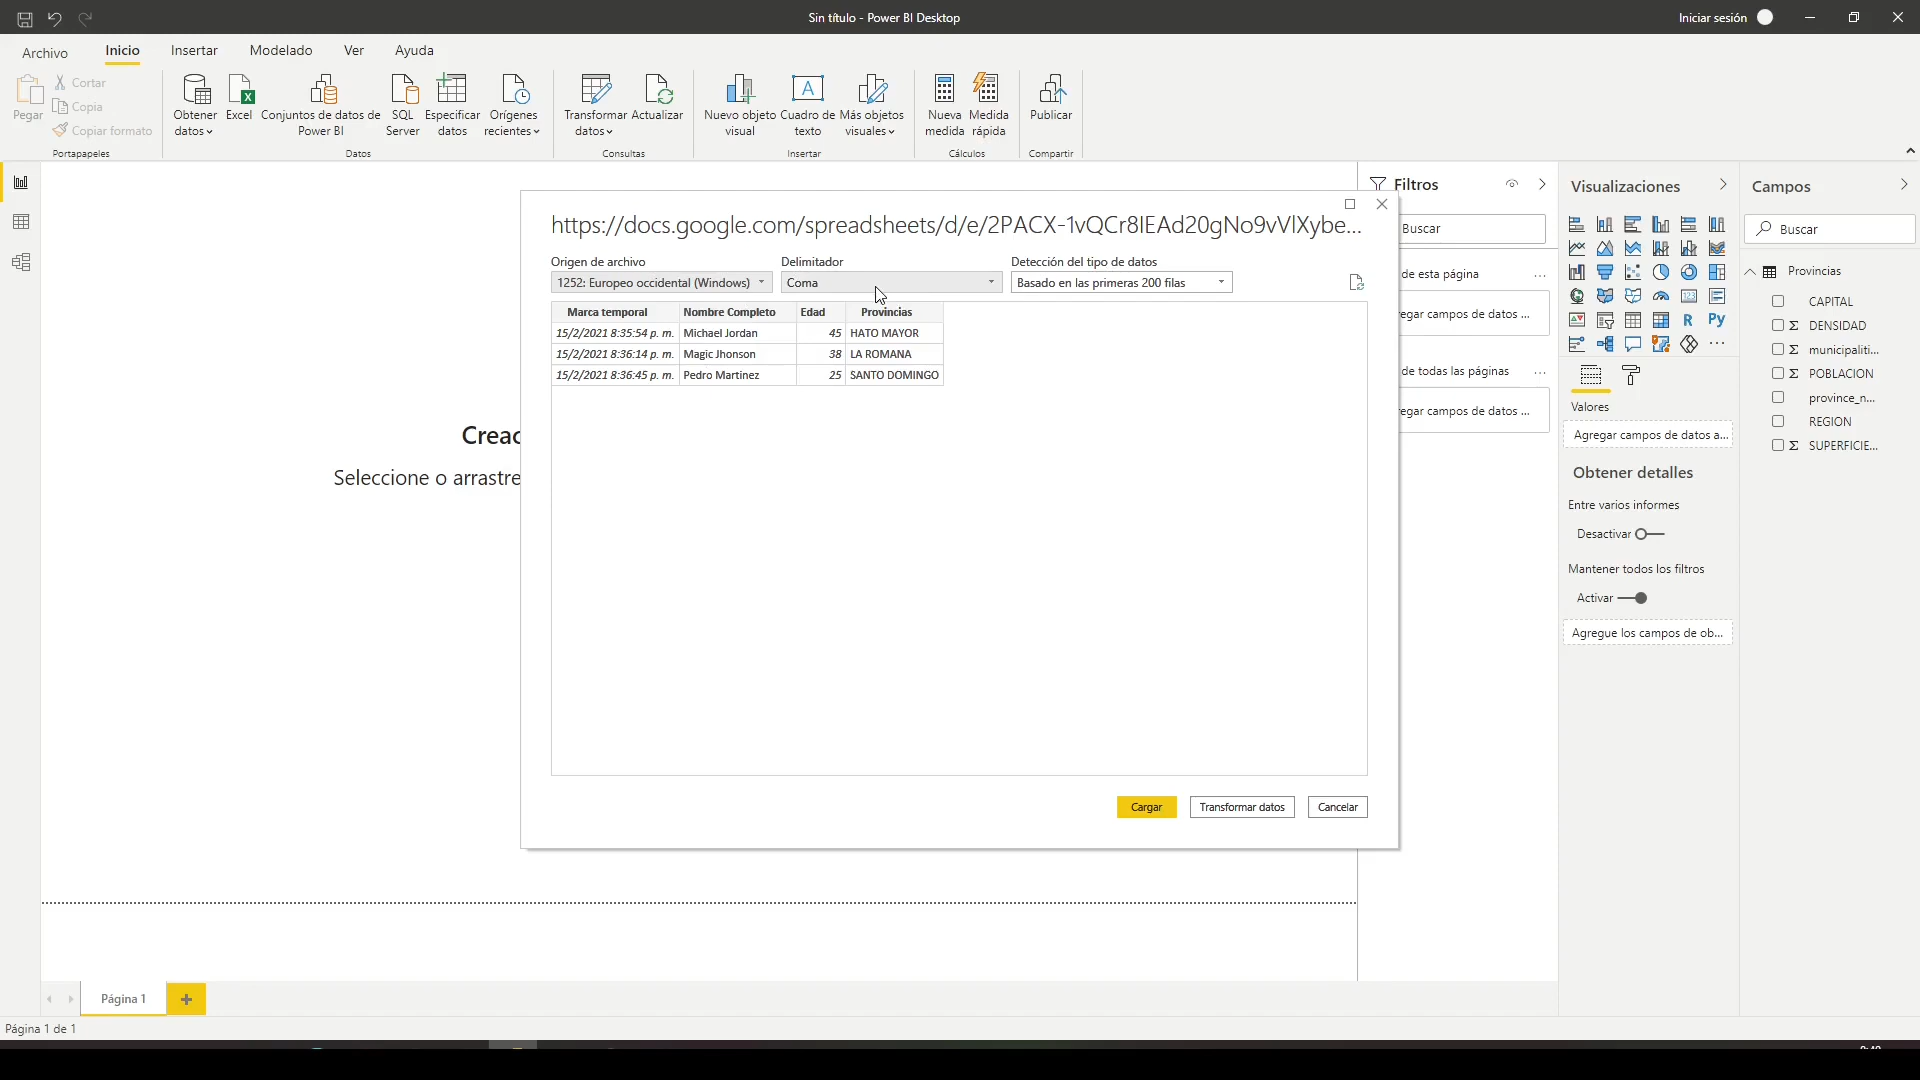 Sin título - Power BI Desktop
Iniciar sesión
Archivo
Inicio
Insertar
Modelado
Ver
Ayuda
Pegar
Cortar
Copia
Copiar formato
Portapapeles
Obtener datos
Excel
Conjuntos de datos de Power BI
SQL Server
Especificar datos
Orígenes recientes
Datos
Transformar datos
Actualizar
Consultas
Nuevo objeto visual
Cuadro de texto
Más objetos visuales
Insertar
Nueva medida
Medida rápida
Cálculos
Publicar
Compartir
Seleccione o arrastre
https://docs.google.com/spreadsheets/d/e/2PACX-1vQCr8IEAd20gNo9vVlXybe...
Origen de archivo
Delimitador
Detección del tipo de datos
1252: Europeo occidental (Windows)
Coma
Basado en las primeras 200 filas
Marca temporal Nombre Completo Edad Provincias
15/2/2021 8:35:54 p. m. Michael Jordan 45 HATO MAYOR
15/2/2021 8:36:14 p. m. Magic Jhonson 38 LA ROMANA
15/2/2021 8:36:45 p. m. Pedro Martinez 25 SANTO DOMINGO
Cargar
Transformar datos
Cancelar
Filtros
Buscar
de esta página
...
egar campos de datos ...
de todas las páginas
...
egar campos de datos ...
Visualizaciones
123
R
Py
...
Valores
Agregar campos de datos a...
Obtener detalles
Entre varios informes
Desactivar
Mantener todos los filtros
Activar
Agregue los campos de ob...
Campos
Buscar
Provincias
CAPITAL
Σ DENSIDAD
Σ municipaliti...
Σ POBLACION
province_n...
REGION
Σ SUPERFICIE...
Página 1
+
Página 1 de 1